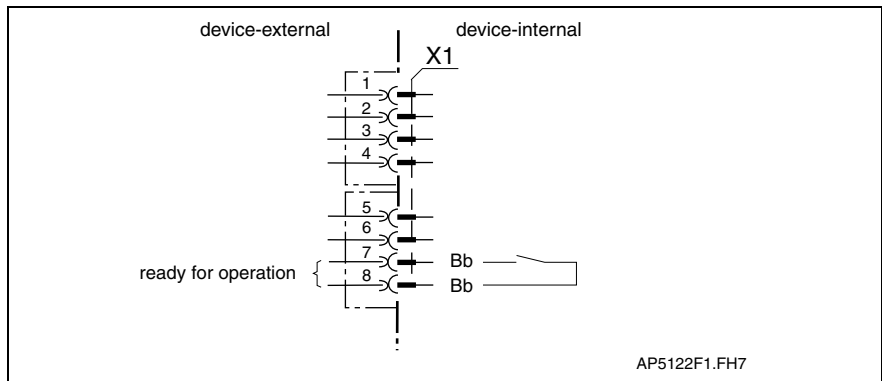 device-external device-internal
X1
1
2
3
4
5
6
7 Bb
ready for operation
8 Bb
AP5122F1.FH7